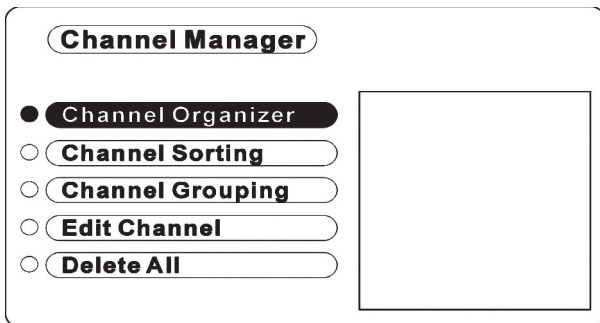 Channel Manager
Channel Organizer
Channel Sorting
Channel Grouping
Edit Channel
Delete All